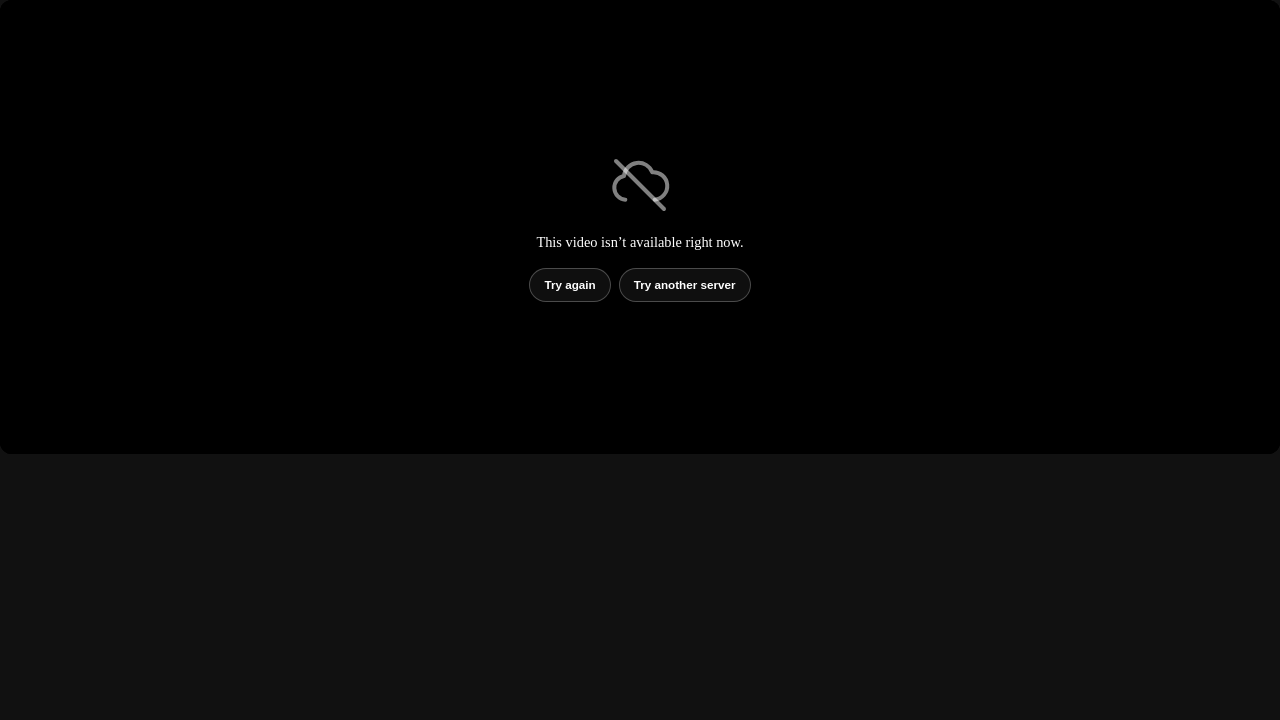 This video isn’t available right now.
Try again
Try another server